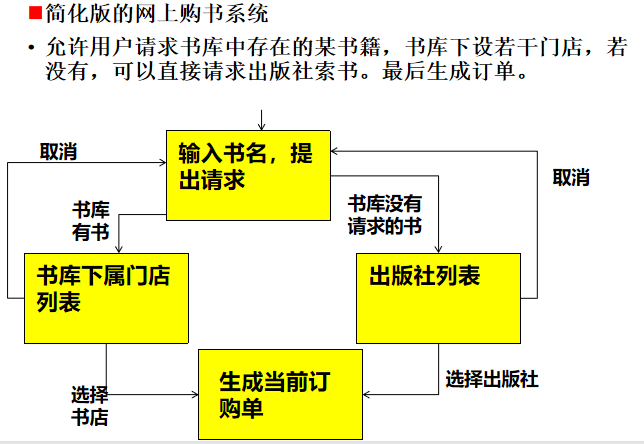 简化版的网上购书系统
• 允许用户请求书库中存在的某书籍，书库下设若干门店，若
没有，可以直接请求出版社索书。最后生成订单。
取消
输入书名，提
出请求
取消
书库
有书
书库没有
请求的书
书库下属门店
列表
出版社列表
选择
书店
生成当前订
购单
选择出版社